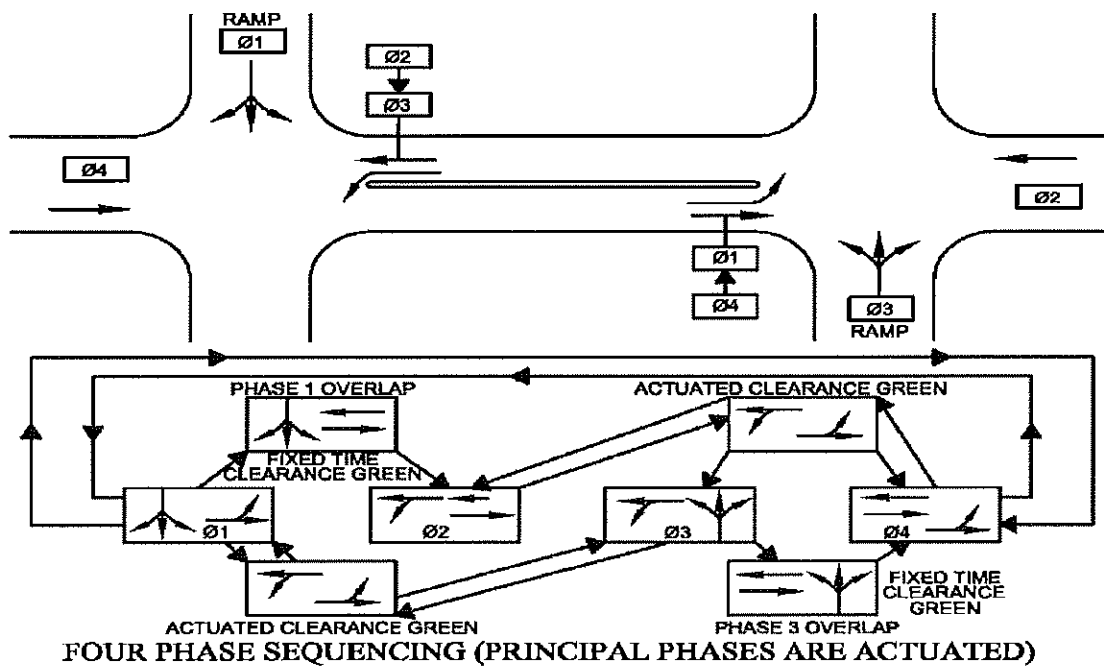 RAMP
Ø1
Ø2
Ø3
Ø4
Ø2
Ø1
Ø4
Ø3
RAMP
PHASE 1 OVERLAP
ACTUATED CLEARANCE GREEN
FIXED TIME
CLEARANCE GREEN
Ø1
Ø2
Ø3
Ø4
FIXED TIME
CLEARANCE
GREEN
ACTUATED CLEARANCE GREEN
PHASE 3 OVERLAP
FOUR PHASE SEQUENCING (PRINCIPAL PHASES ARE ACTUATED)